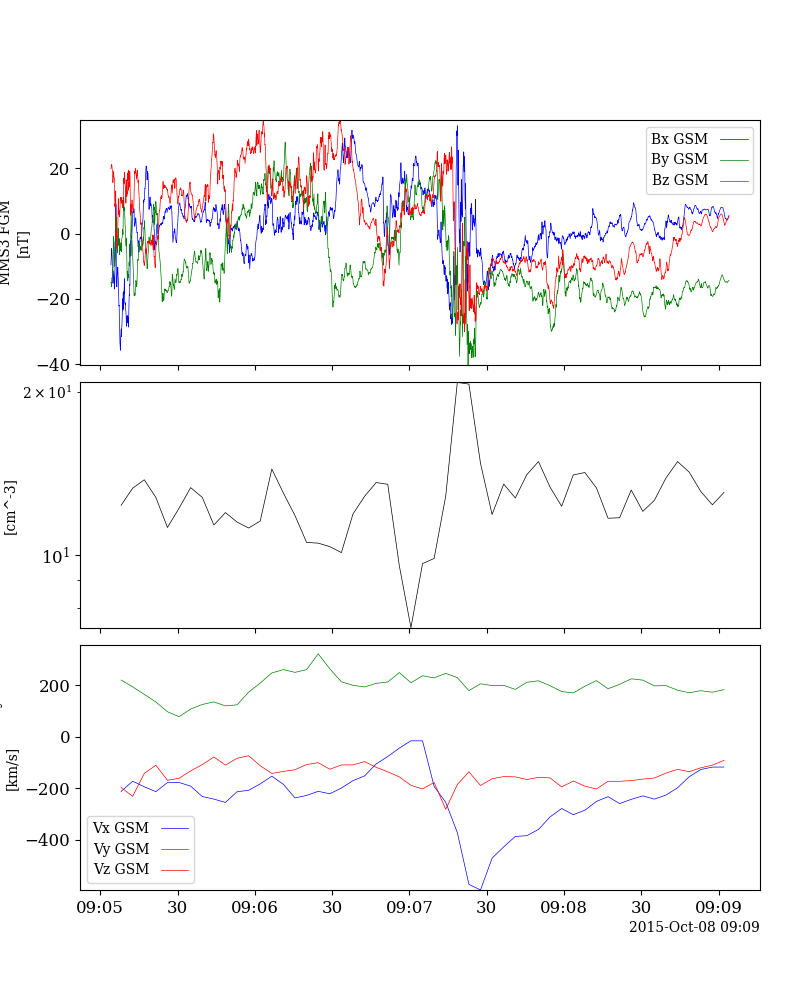 MMS3 FGM
[nT]
20
0
−20
−40
Bx GSM
By GSM
Bz GSM
[cm^-3]
2 × 10¹
10¹
[km/s]
200
0
−200
−400
Vx GSM
Vy GSM
Vz GSM
09:05
30
09:06
30
09:07
30
09:08
30
09:09
2015-Oct-08 09:09